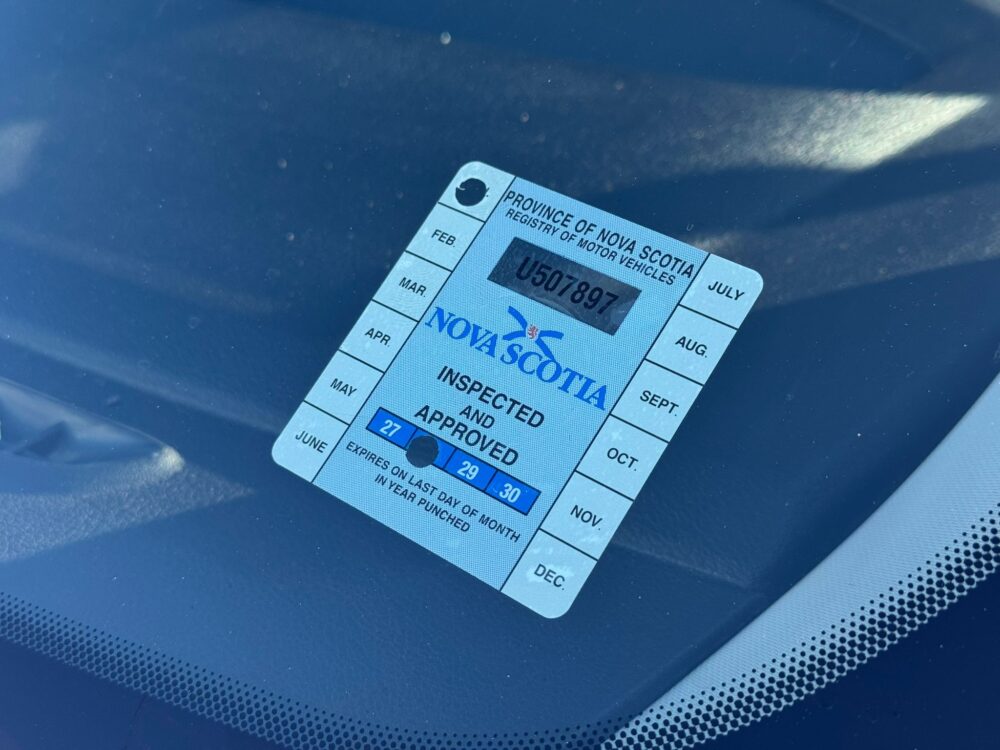 PROVINCE OF NOVA SCOTIA
REGISTRY OF MOTOR VEHICLES
U507897
NOVA SCOTIA
INSPECTED
AND
APPROVED
27 29 30
EXPIRES ON LAST DAY OF MONTH
IN YEAR PUNCHED
FEB.
MAR.
APR.
MAY
JUNE
JULY
AUG.
SEPT.
OCT.
NOV.
DEC.